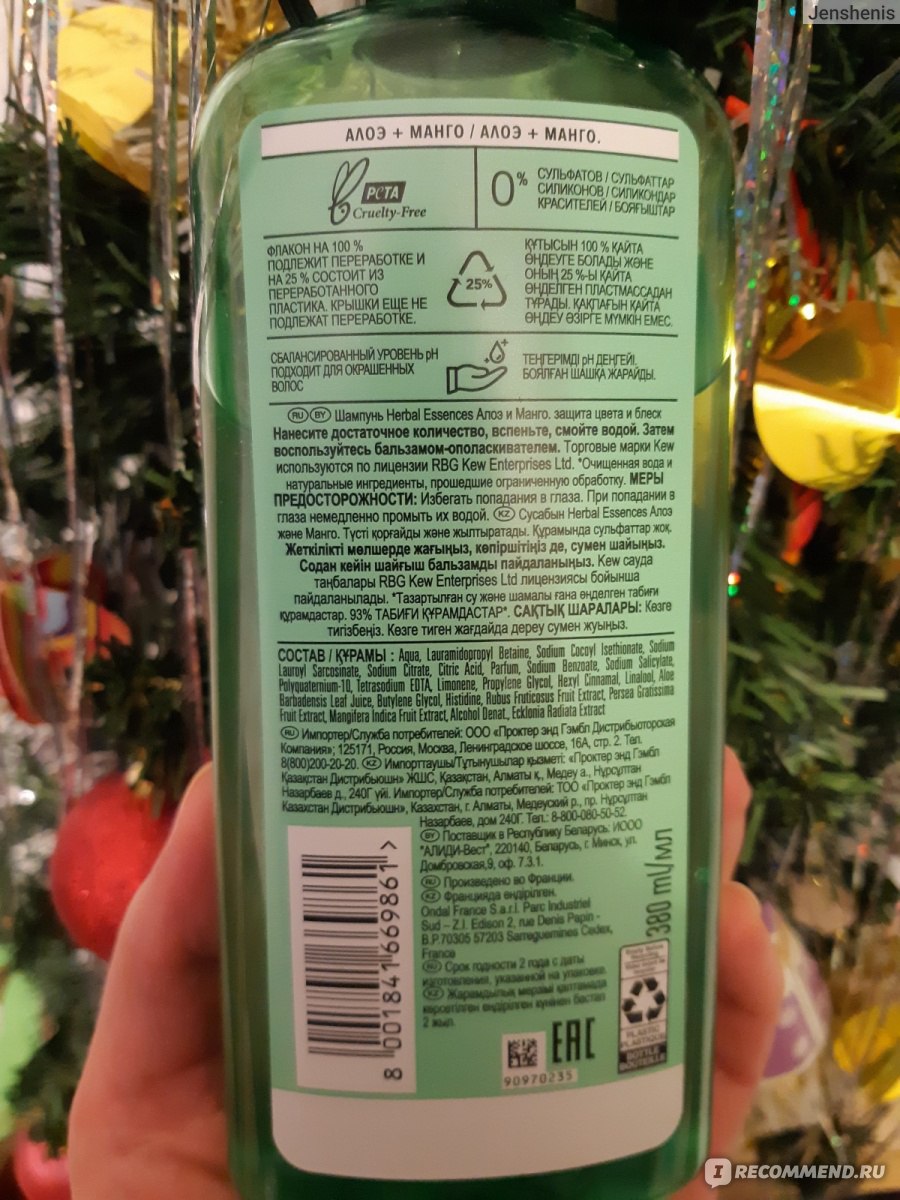 Jenshenis
АЛОЭ + МАНГО / АЛОЭ + МАНГО.
PETA
Cruelty-Free
0%
СУЛЬФАТОВ / СУЛЬФАТТАР
СИЛИКОНОВ / СИЛИКОНДАР
КРАСИТЕЛЕЙ / БОЯҒЫШТАР
ФЛАКОН НА 100 %
ПОДЛЕЖИТ ПЕРЕРАБОТКЕ И
НА 25 % СОСТОИТ ИЗ
ПЕРЕРАБОТАННОГО
ПЛАСТИКА. КРЫШКИ ЕЩЕ НЕ
ПОДЛЕЖАТ ПЕРЕРАБОТКЕ.
25%
ҚҰТЫСЫН 100 % ҚАЙТА
ӨҢДЕУГЕ БОЛАДЫ ЖӘНЕ
ОНЫҢ 25 %-Ы ҚАЙТА
ӨҢДЕЛГЕН ПЛАСТМАССАДАН
ТҰРАДЫ. ҚАҚПАҒЫН ҚАЙТА
ӨҢДЕУ ӘЗІРГЕ МҮМКІН ЕМЕС.
СБАЛАНСИРОВАННЫЙ УРОВЕНЬ pH
ПОДХОДИТ ДЛЯ ОКРАШЕННЫХ
ВОЛОС
ТЕҢГЕРІМДІ pH ДЕҢГЕЙ.
БОЯЛҒАН ШАШҚА ЖАРАЙДЫ.
RU BY Шампунь Herbal Essences Алоэ и Манго. защита цвета и блеск
Нанесите достаточное количество, вспеньте, смойте водой. Затем
воспользуйтесь бальзамом-ополаскивателем. Торговые марки Kew
используются по лицензии RBG Kew Enterprises Ltd. *Очищенная вода и
натуральные ингредиенты, прошедшие ограниченную обработку. МЕРЫ
ПРЕДОСТОРОЖНОСТИ: Избегать попадания в глаза. При попадании в
глаза немедленно промыть их водой. KZ Сусабын Herbal Essences Алоэ
және Манго. Түсті қорғайды және жылтыратады. Құрамында сульфаттар жоқ.
Жеткілікті мөлшерде жағыңыз, көпіршітіңіз де, сумен шайыңыз.
Содан кейін шайғыш бальзамды пайдаланыңыз. Kew сауда
таңбалары RBG Kew Enterprises Ltd лицензиясы бойынша
пайдаланылады. *Тазартылған су және шамалы ғана өңделген табиғи
құрамдастар. 93% ТАБИҒИ ҚҰРАМДАСТАР*. САҚТЫҚ ШАРАЛАРЫ: Көзге
тигізбеңіз. Көзге тиген жағдайда дереу сумен жуыңыз.
СОСТАВ / ҚҰРАМЫ : Aqua, Lauramidopropyl Betaine, Sodium Cocoyl Isethionate, Sodium
Lauroyl Sarcosinate, Sodium Citrate, Citric Acid, Parfum, Sodium Benzoate, Sodium Salicylate,
Polyquaternium-10, Tetrasodium EDTA, Limonene, Propylene Glycol, Hexyl Cinnamal, Linalool, Aloe
Barbadensis Leaf Juice, Butylene Glycol, Histidine, Rubus Fruticosus Fruit Extract, Persea Gratissima
Fruit Extract, Mangifera Indica Fruit Extract, Alcohol Denat., Ecklonia Radiata Extract
RU Импортер/Служба потребителей: ООО «Проктер энд Гэмбл Дистрибьюторская
Компания»; 125171, Россия, Москва, Ленинградское шоссе, 16А, стр. 2. Тел.
8(800)200-20-20. KZ Импорттаушы/Тұтынушылар қызметі: «Проктер энд Гэмбл
Қазақстан Дистрибьюшн» ЖШС, Қазақстан, Алматы қ., Медеу а., Нұрсұлтан
Назарбаев д., 240Г үйі. Импортер/Служба потребителей: ТОО «Проктер энд Гэмбл
Казахстан Дистрибьюшн», Казахстан, г. Алматы, Медеуский р., пр. Нұрсұлтан
Назарбаев, дом 240Г. Тел.: 8-800-080-50-52.
BY Поставщик в Республику Беларусь: ИООО
"АЛИДИ-Вест", 220140, Беларусь, г. Минск, ул.
Домбровская,9, оф. 7.3.1.
RU Произведено во Франции.
KZ Францияда өндірілген.
Ondal France S.a.r.l. Parc Industriel
Sud – Z.I. Edison 2, rue Denis Papin -
B.P.70305 57203 Sarreguemines Cedex,
France
RU Срок годности 2 года с даты
изготовления, указанной на упаковке.
KZ Жарамдылық мерзімі қаптамада
көрсетілген өндірілген күнінен бастап
2 жыл.
380 ml/мл
8 001841 669861 >
90970235
EAC
PLASTIC
PLASTIQUE
BOTTLE
BOUTEILLE
IRECOMMEND.RU